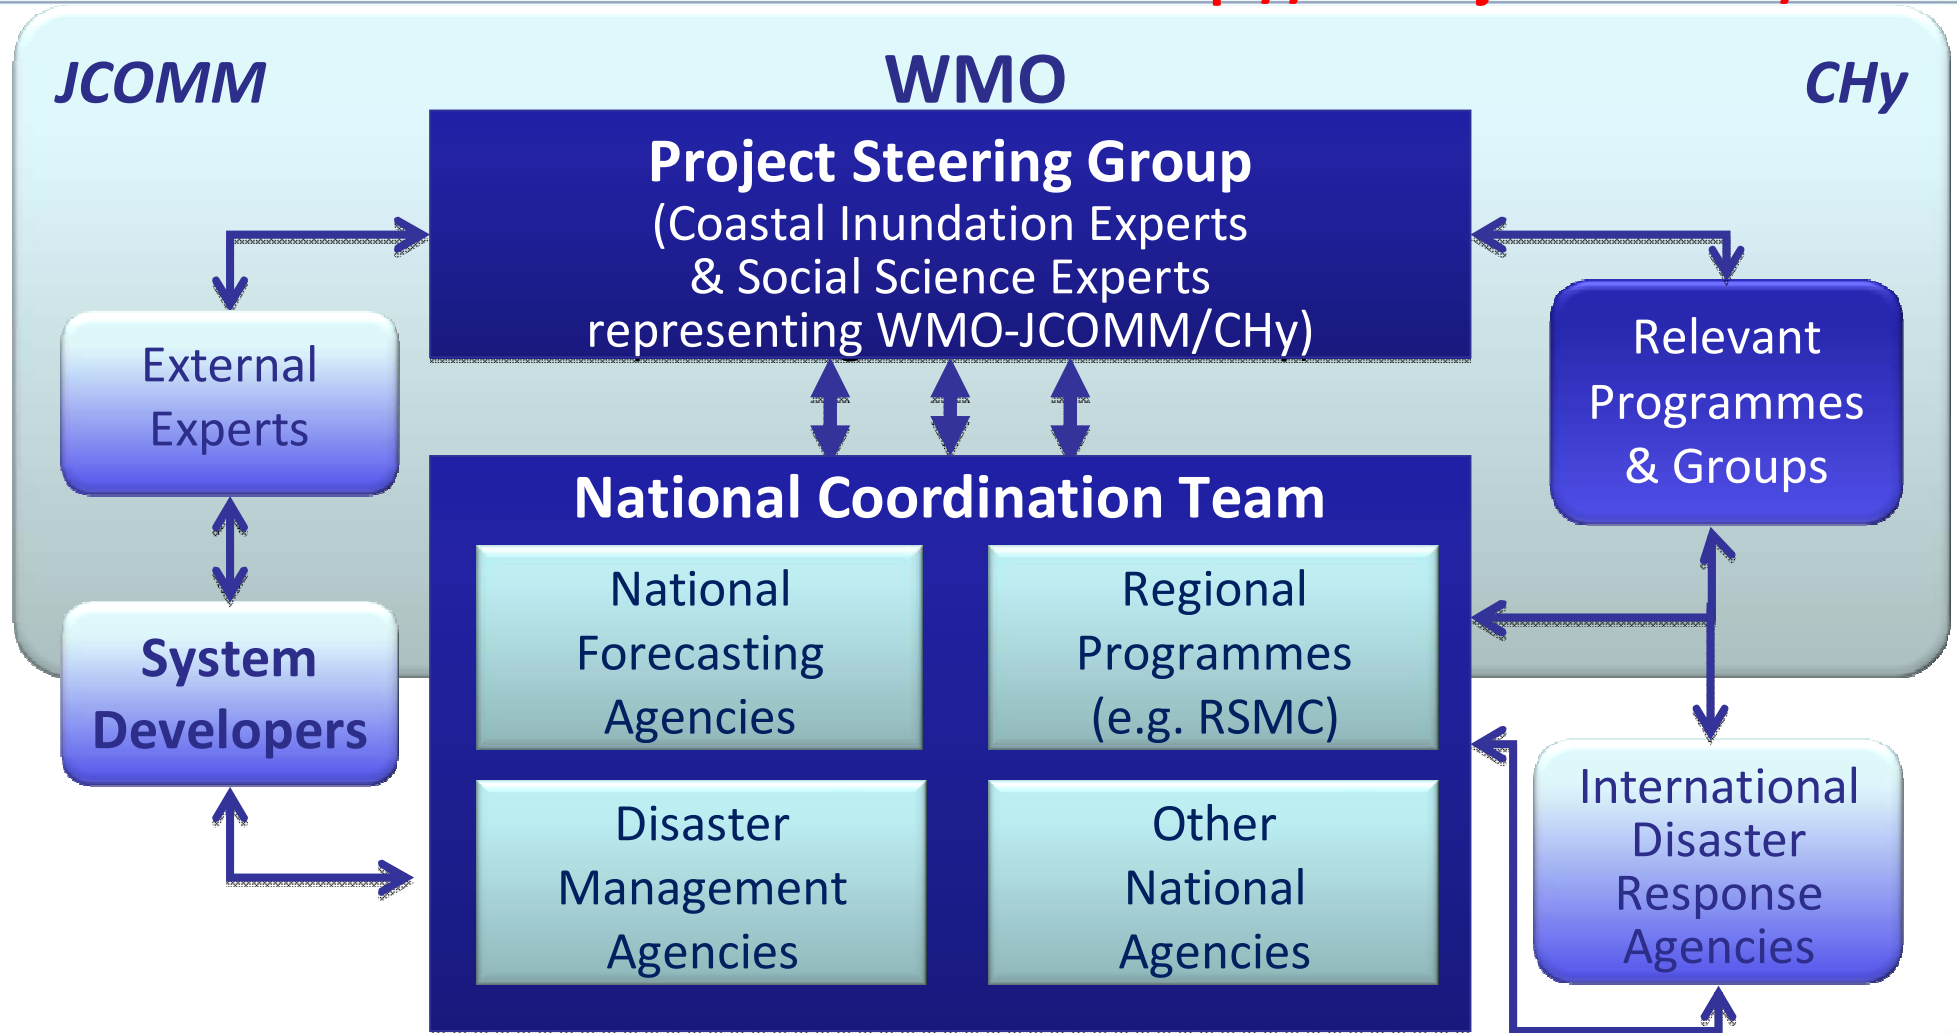 JCOMM
WMO
CHy
Project Steering Group
(Coastal Inundation Experts
& Social Science Experts
representing WMO-JCOMM/CHy)
External
Experts
Relevant
Programmes
& Groups
National Coordination Team
National
Forecasting
Agencies
Regional
Programmes
(e.g. RSMC)
System
Developers
Disaster
Management
Agencies
Other
National
Agencies
International
Disaster
Response
Agencies